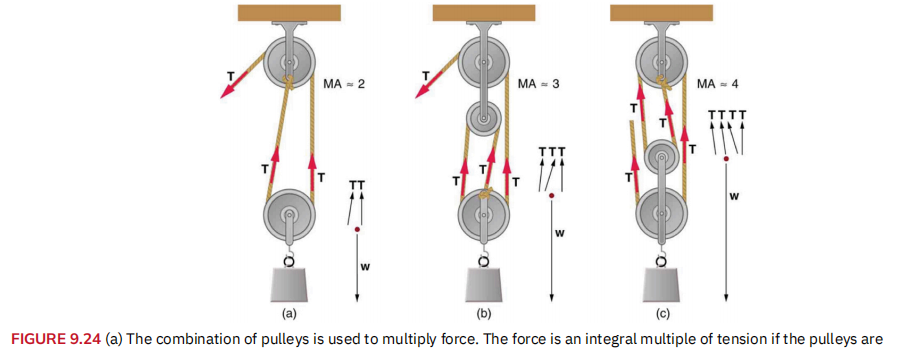 T
MA ≈ 2
T
T
TT
w
(a)
T
MA ≈ 3
T
T
T
TTT
w
(b)
MA ≈ 4
T
T
T
T
TTTT
w
(c)
FIGURE 9.24 (a) The combination of pulleys is used to multiply force. The force is an integral multiple of tension if the pulleys are